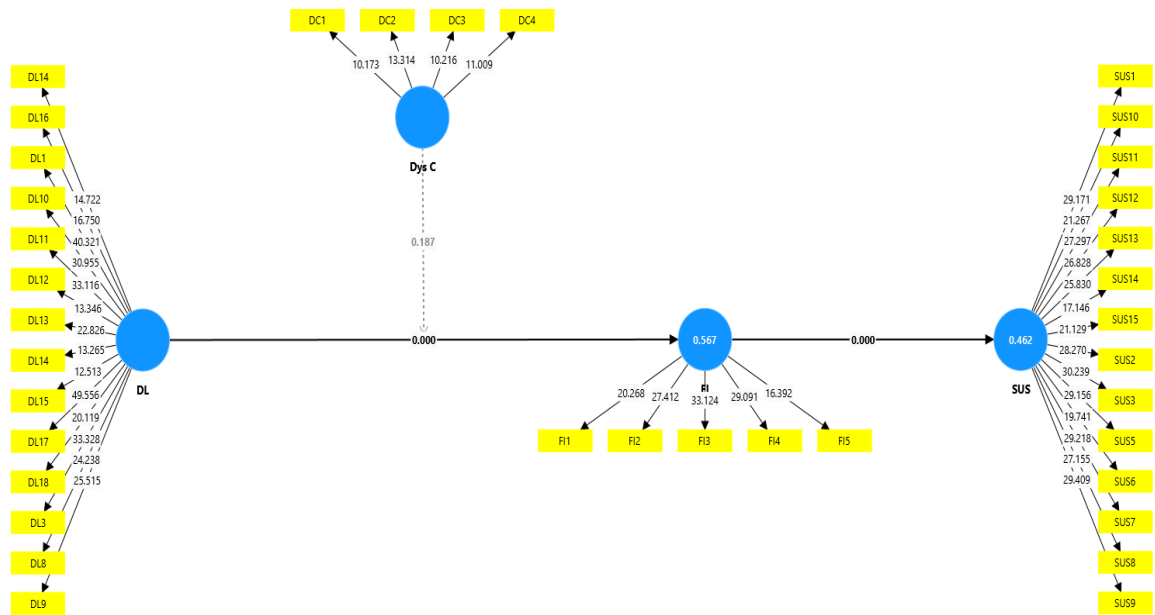 DC1 DC2 DC3 DC4
10.173 13.314 10.216 11.009
Dys C
0.187
DL14
DL16
DL1
DL10
DL11
DL12
DL13
DL14
DL15
DL17
DL18
DL3
DL8
DL9
14.722
16.750
40.321
30.955
33.116
13.346
22.826
13.265
12.513
49.556
20.119
33.328
24.238
25.515
DL
0.000
0.567
FI
20.268 27.412 33.124 29.091 16.392
FI1 FI2 FI3 FI4 FI5
0.000
0.462
SUS
29.171
21.267
27.297
26.828
25.830
17.146
21.129
28.270
30.239
29.156
19.741
29.218
27.155
29.409
SUS1
SUS10
SUS11
SUS12
SUS13
SUS14
SUS15
SUS2
SUS3
SUS5
SUS6
SUS7
SUS8
SUS9